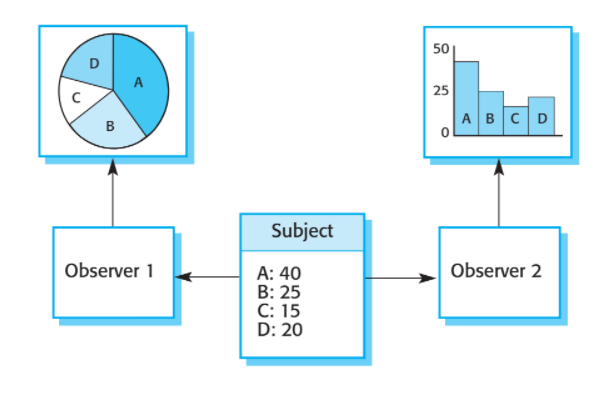 D
A
C
B
50
25
0
A B C D
Observer 1
Subject
A: 40
B: 25
C: 15
D: 20
Observer 2